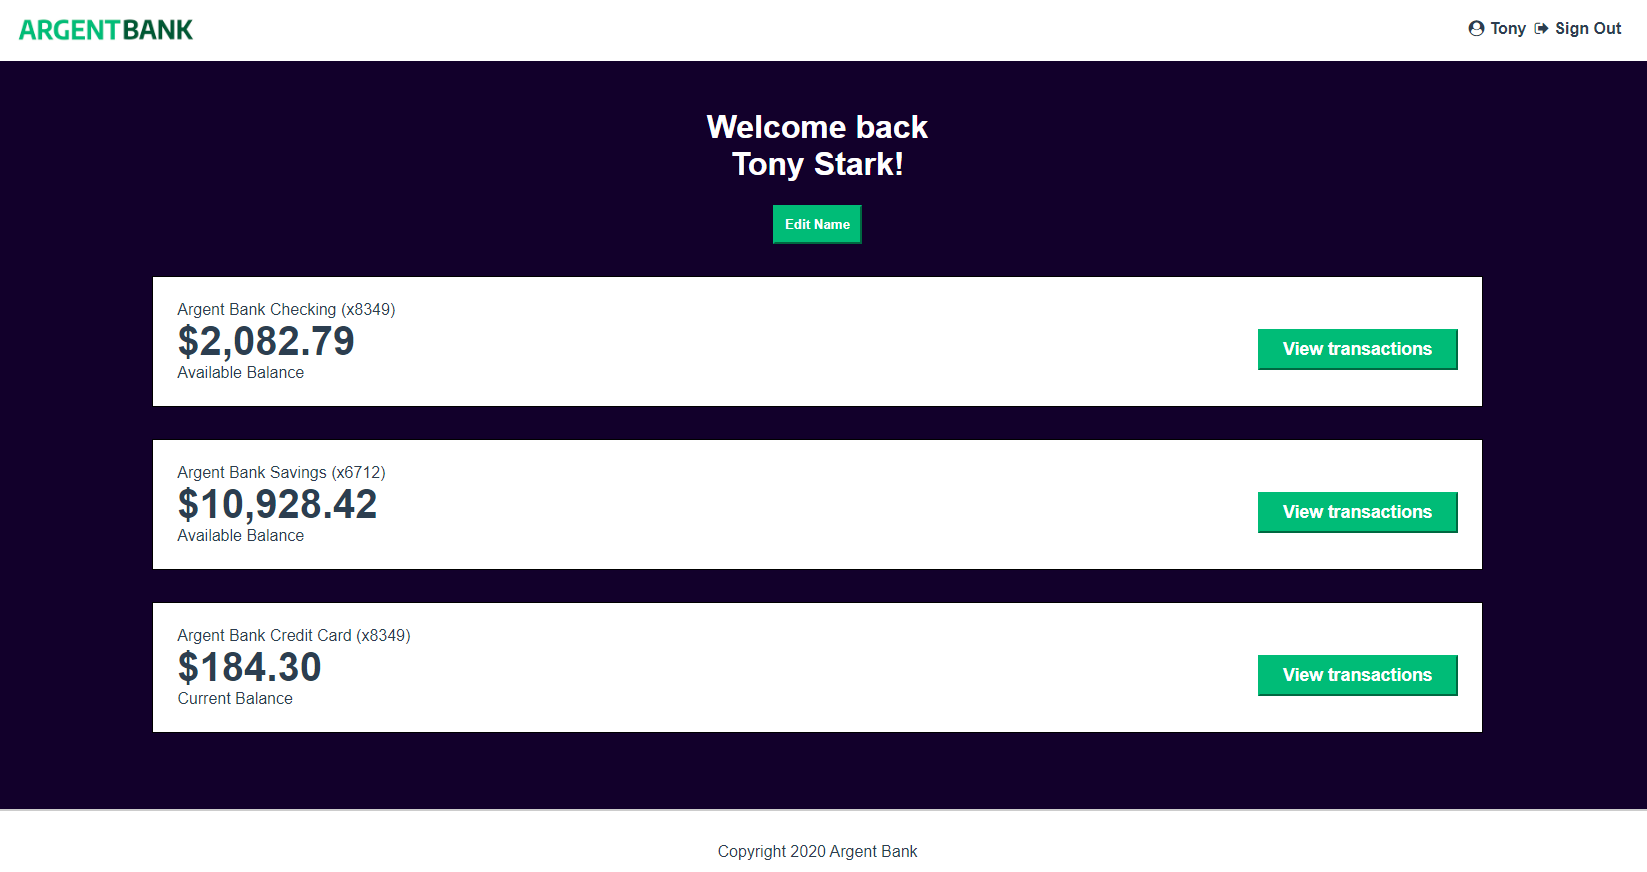 ARGENTBANK
Tony Sign Out
Welcome back
Tony Stark!
Edit Name
Argent Bank Checking (x8349)
$2,082.79
Available Balance
View transactions
Argent Bank Savings (x6712)
$10,928.42
Available Balance
View transactions
Argent Bank Credit Card (x8349)
$184.30
Current Balance
View transactions
Copyright 2020 Argent Bank